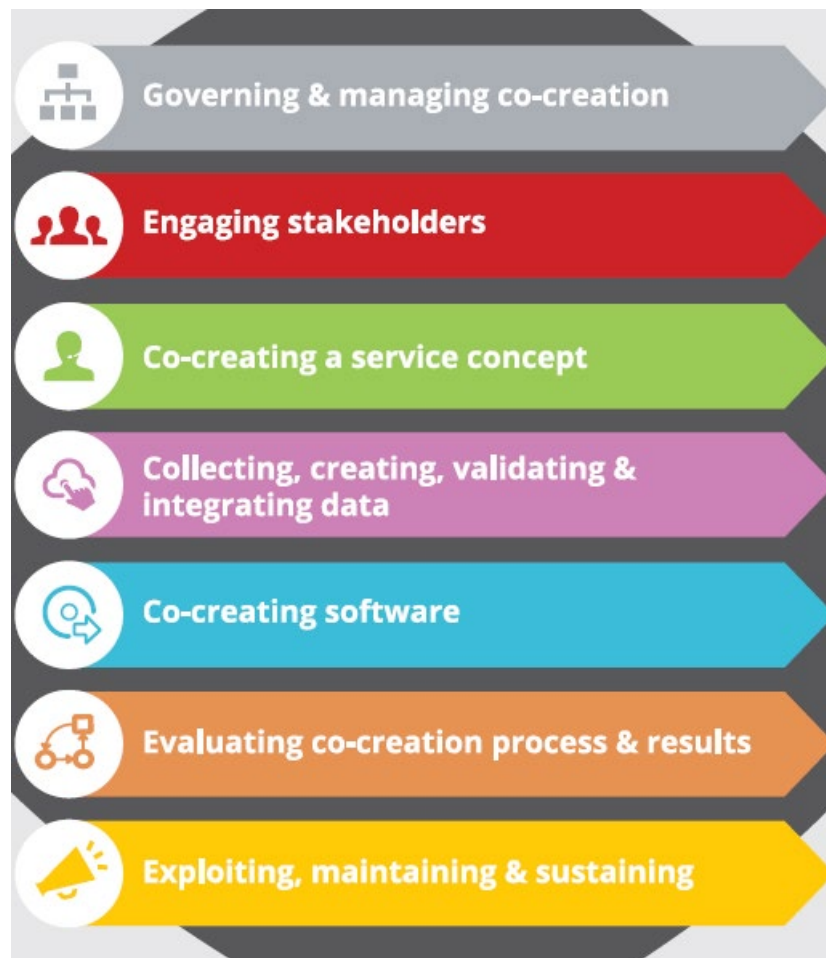 Governing & managing co-creation
Engaging stakeholders
Co-creating a service concept
Collecting, creating, validating &
integrating data
Co-creating software
Evaluating co-creation process & results
Exploiting, maintaining & sustaining